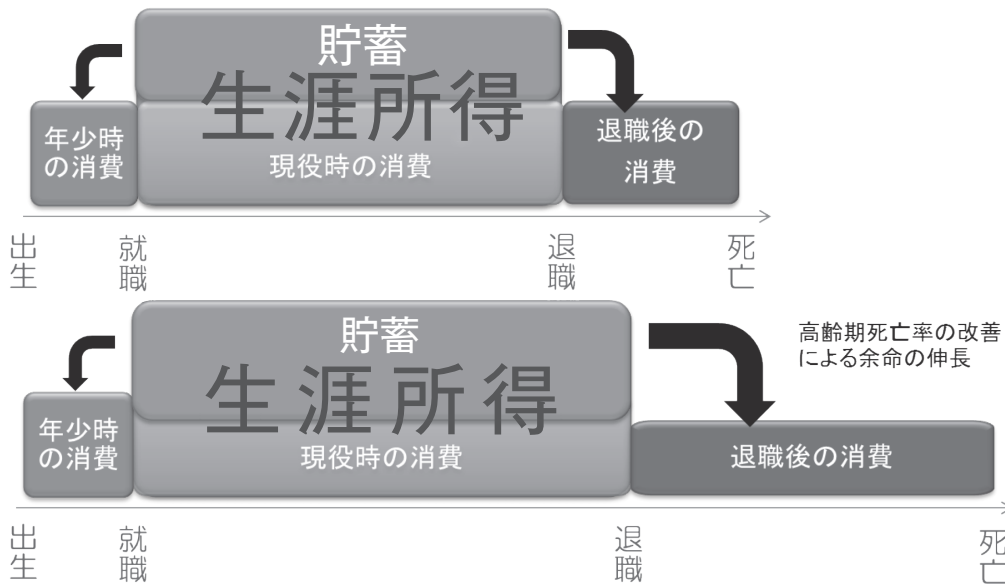 貯蓄
生涯所得
年少時
の消費
現役時の消費
退職後の
消費
出生
就職
退職
死亡
貯蓄
生涯所得
年少時
の消費
現役時の消費
退職後の消費
高齢期死亡率の改善
による余命の伸長
出生
就職
退職
死亡